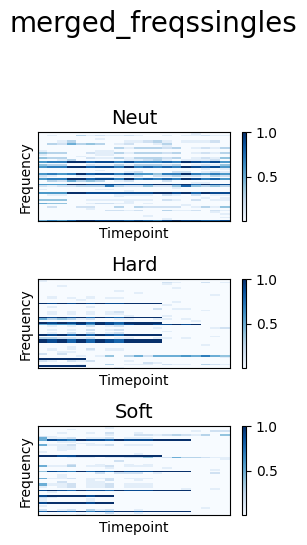 merged_freqssingles
Neut
Frequency
1.0
0.5
Timepoint
Hard
Frequency
1.0
0.5
Timepoint
Soft
Frequency
1.0
0.5
Timepoint